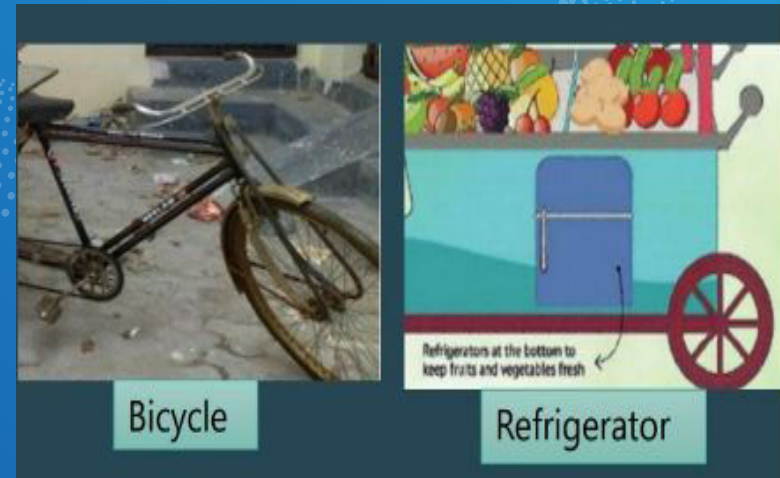 Refrigerators at the bottom to
keep fruits and vegetables fresh
Bicycle
Refrigerator